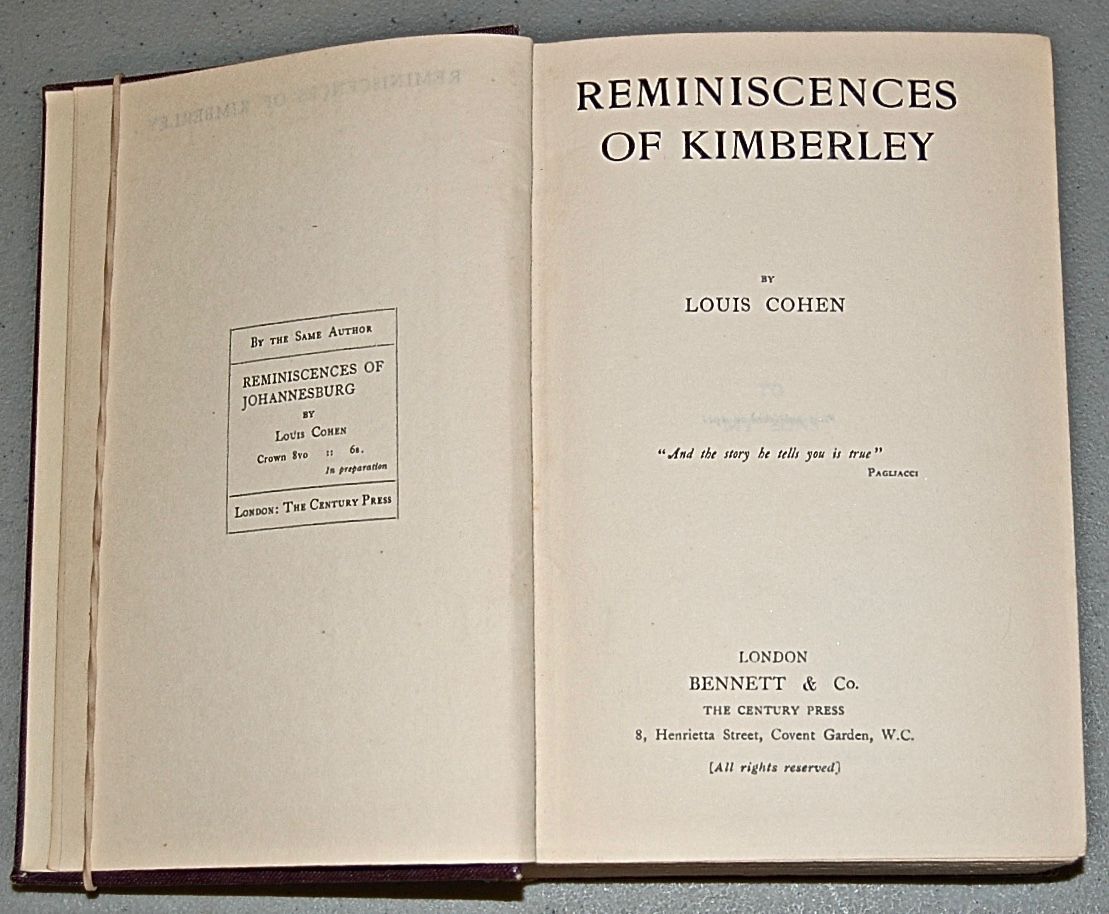 By the Same Author
REMINISCENCES OF
JOHANNESBURG
BY
Louis Cohen
Crown 8vo :: 6s.
In preparation
London: The Century Press
REMINISCENCES
OF KIMBERLEY
BY
LOUIS COHEN
"And the story he tells you is true"
Pagliacci
LONDON
BENNETT & Co.
THE CENTURY PRESS
8, Henrietta Street, Covent Garden, W.C.
[All rights reserved]